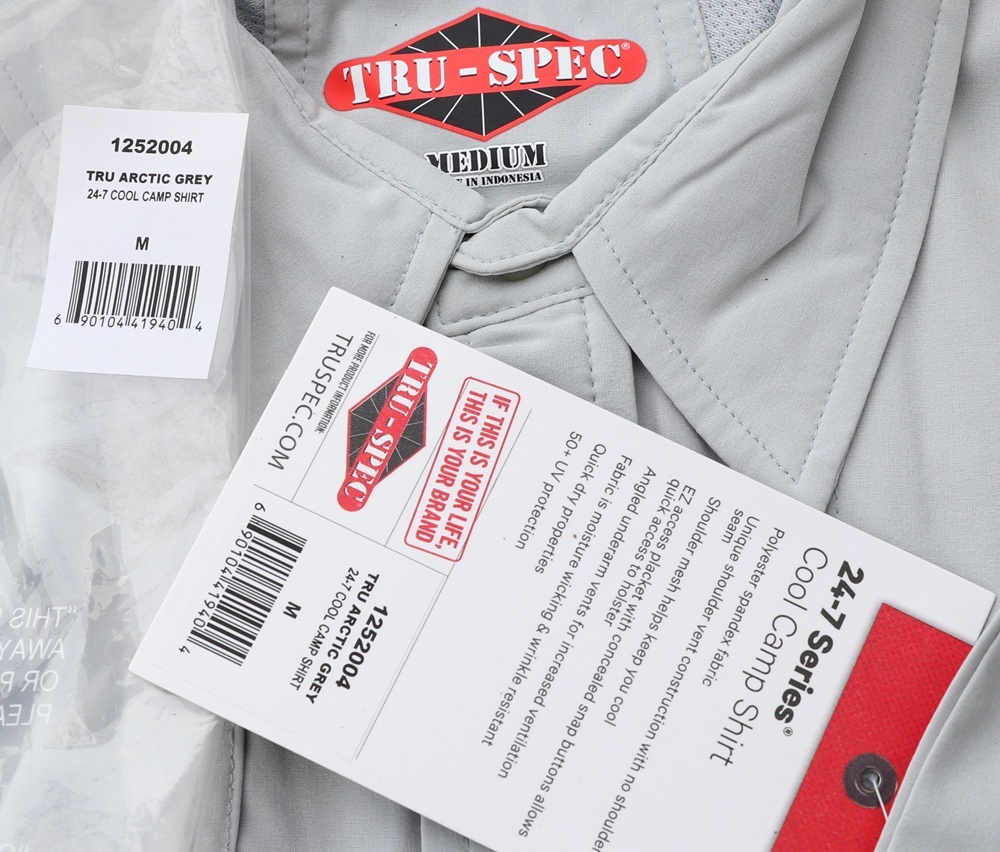 TRU-SPEC®
MEDIUM
IN INDONESIA
1252004
TRU ARCTIC GREY
24-7 COOL CAMP SHIRT
M
6 90104 41940 4
24-7 Series®
Cool Camp Shirt
Polyester spandex fabric
Unique shoulder vent construction with no shoulder
seam
Shoulder mesh helps keep you cool
EZ access placket with concealed snap buttons allows
quick access to holster
Angled underarm vents for increased ventilation
Fabric is moisture wicking & wrinkle resistant
Quick dry properties
50+ UV protection
IF THIS IS YOUR LIFE,
THIS IS YOUR BRAND
TRU-SPEC
FOR MORE PRODUCT INFORMATION:
TRUSPEC.COM
1252004
TRU ARCTIC GREY
24-7 COOL CAMP SHIRT
M
6 90104 41940 4
"THIS
AWAY
OR